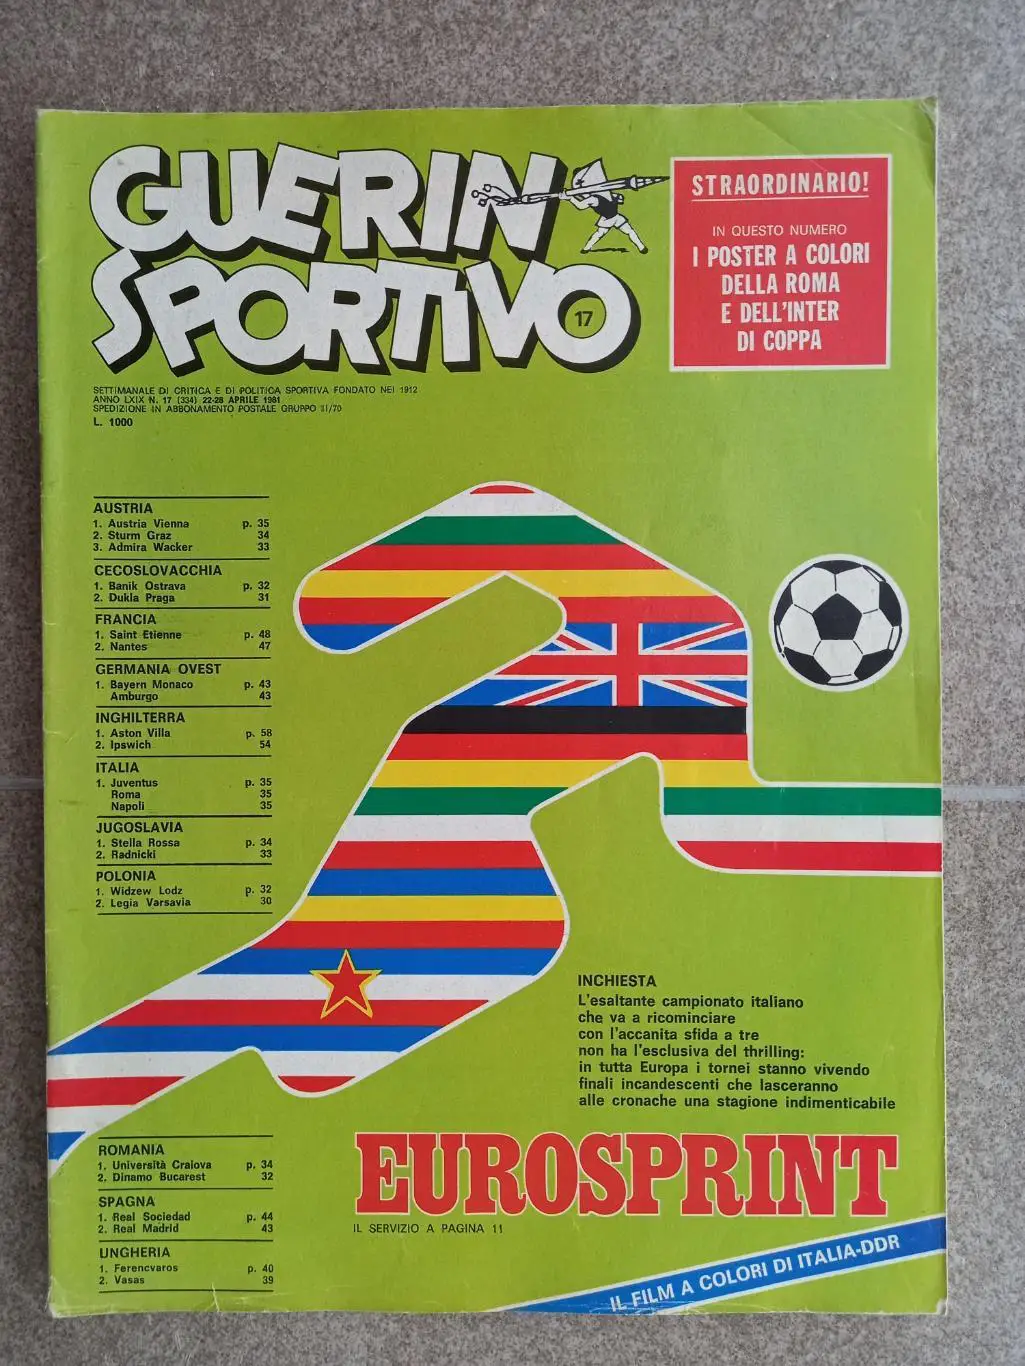 GUERIN
SPORTIVO
17
SETTIMANALE DI CRITICA E DI POLITICA SPORTIVA FONDATO NEL 1912
ANNO LXIX N. 17 (334) 22-28 APRILE 1981
SPEDIZIONE IN ABBONAMENTO POSTALE GRUPPO II/70
L. 1000
STRAORDINARIO!
IN QUESTO NUMERO
I POSTER A COLORI
DELLA ROMA
E DELL'INTER
DI COPPA
AUSTRIA
1. Austria Vienna p. 35
2. Sturm Graz 34
3. Admira Wacker 33
CECOSLOVACCHIA
1. Banik Ostrava p. 32
2. Dukla Praga 31
FRANCIA
1. Saint Etienne p. 48
2. Nantes 47
GERMANIA OVEST
1. Bayern Monaco p. 43
Amburgo 43
INGHILTERRA
1. Aston Villa p. 58
2. Ipswich 54
ITALIA
1. Juventus p. 35
Roma 35
Napoli 35
JUGOSLAVIA
1. Stella Rossa p. 34
2. Radnicki 33
POLONIA
1. Widzew Lodz p. 32
2. Legia Varsavia 30
INCHIESTA
L'esaltante campionato italiano
che va a ricominciare
con l'accanita sfida a tre
non ha l'esclusiva del thrilling:
in tutta Europa i tornei stanno vivendo
finali incandescenti che lasceranno
alle cronache una stagione indimenticabile
EUROSPRINT
IL SERVIZIO A PAGINA 11
ROMANIA
1. Università Craiova p. 34
2. Dinamo Bucarest 32
SPAGNA
1. Real Sociedad p. 44
2. Real Madrid 43
UNGHERIA
1. Ferencvaros p. 40
2. Vasas 39
IL FILM A COLORI DI ITALIA-DDR